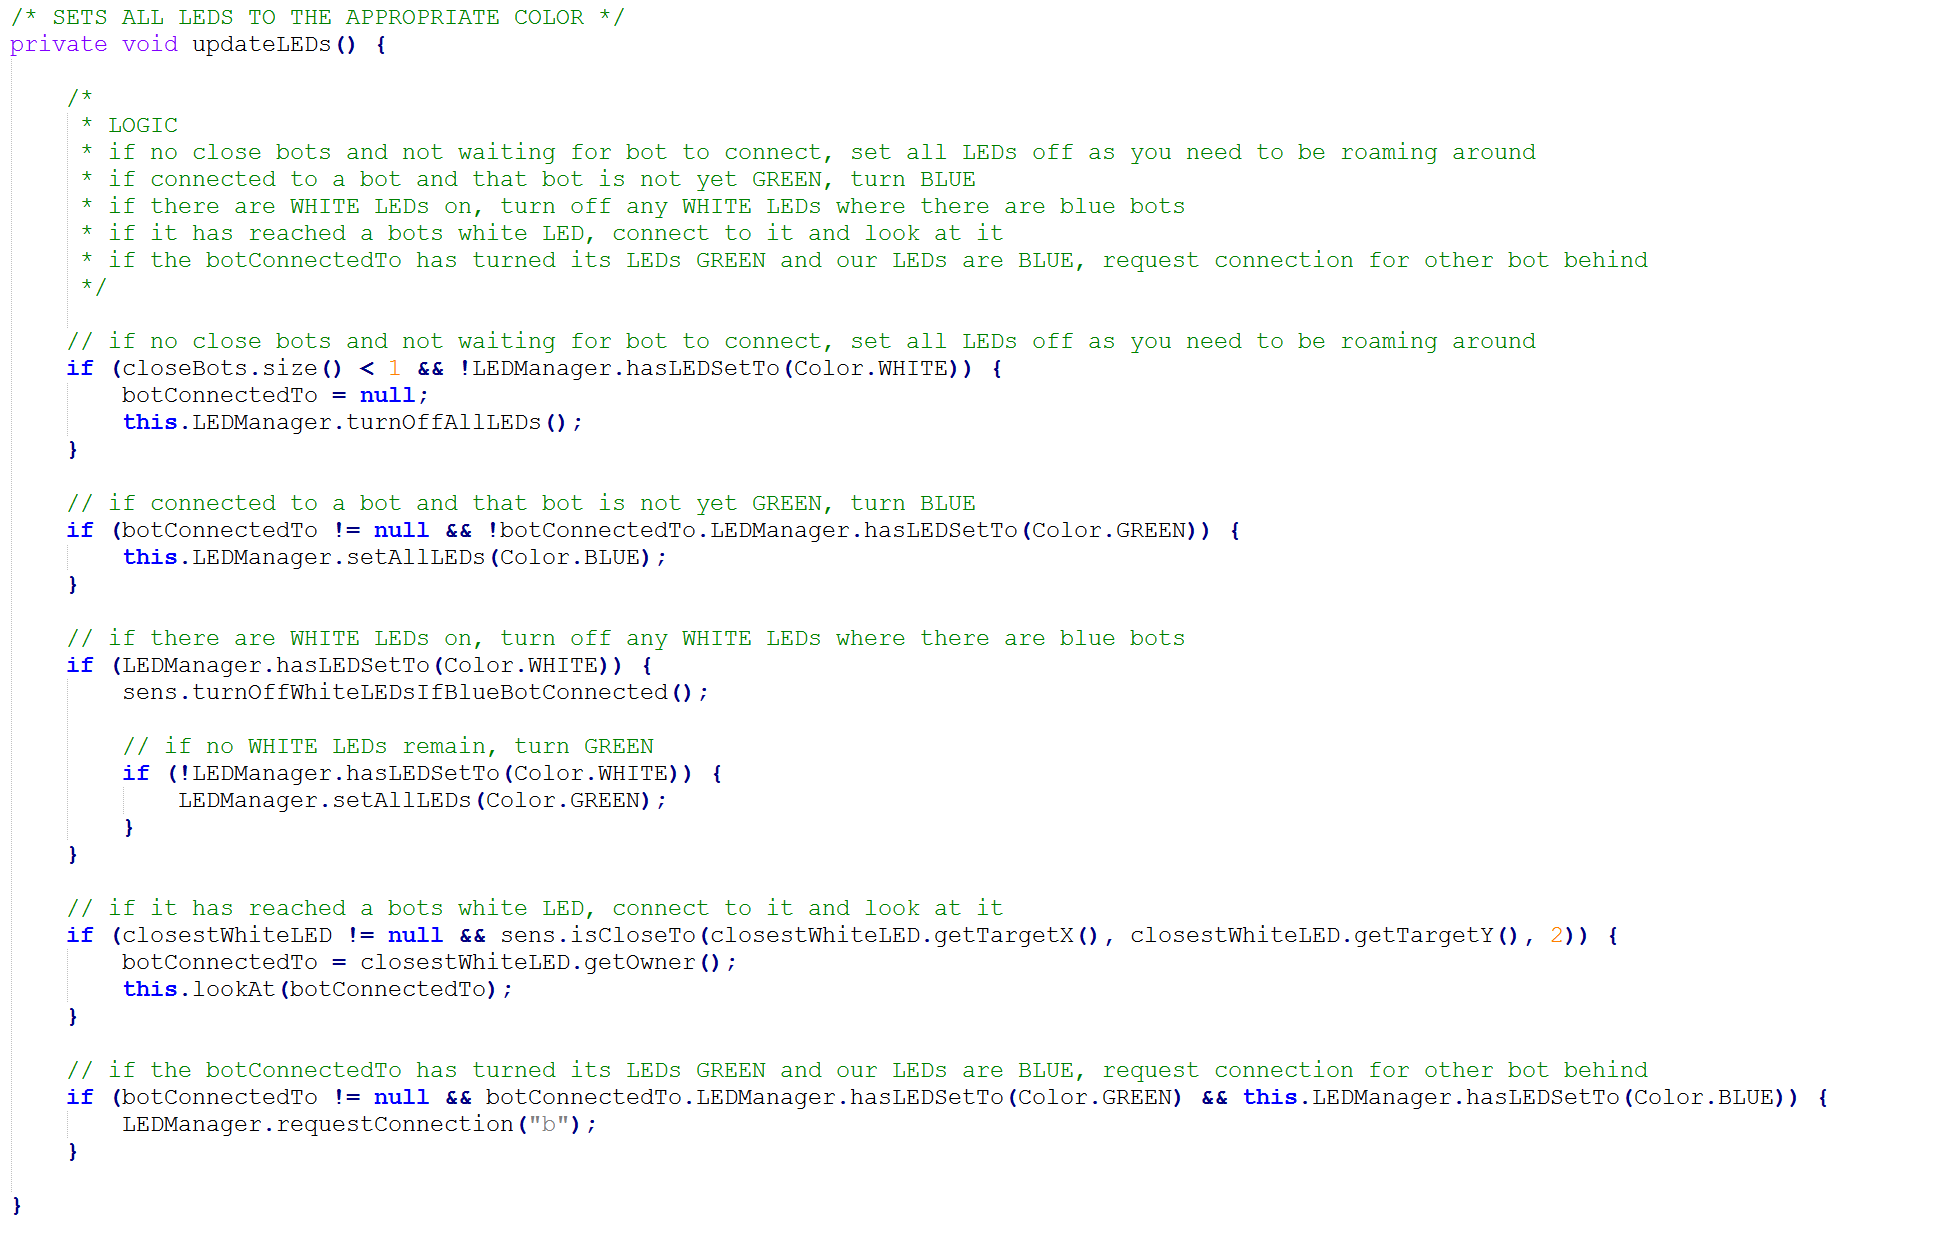 /* SETS ALL LEDS TO THE APPROPRIATE COLOR */
private void updateLEDs() {
/*
* LOGIC
* if no close bots and not waiting for bot to connect, set all LEDs off as you need to be roaming around
* if connected to a bot and that bot is not yet GREEN, turn BLUE
* if there are WHITE LEDs on, turn off any WHITE LEDs where there are blue bots
* if it has reached a bots white LED, connect to it and look at it
* if the botConnectedTo has turned its LEDs GREEN and our LEDs are BLUE, request connection for other bot behind
*/
// if no close bots and not waiting for bot to connect, set all LEDs off as you need to be roaming around
if (closeBots.size() < 1 && !LEDManager.hasLEDSetTo(Color.WHITE)) {
botConnectedTo = null;
this.LEDManager.turnOffAllLEDs();
}
// if connected to a bot and that bot is not yet GREEN, turn BLUE
if (botConnectedTo != null && !botConnectedTo.LEDManager.hasLEDSetTo(Color.GREEN)) {
this.LEDManager.setAllLEDs(Color.BLUE);
}
// if there are WHITE LEDs on, turn off any WHITE LEDs where there are blue bots
if (LEDManager.hasLEDSetTo(Color.WHITE)) {
sens.turnOffWhiteLEDsIfBlueBotConnected();
// if no WHITE LEDs remain, turn GREEN
if (!LEDManager.hasLEDSetTo(Color.WHITE)) {
LEDManager.setAllLEDs(Color.GREEN);
}
}
// if it has reached a bots white LED, connect to it and look at it
if (closestWhiteLED != null && sens.isCloseTo(closestWhiteLED.getTargetX(), closestWhiteLED.getTargetY(), 2)) {
botConnectedTo = closestWhiteLED.getOwner();
this.lookAt(botConnectedTo);
}
// if the botConnectedTo has turned its LEDs GREEN and our LEDs are BLUE, request connection for other bot behind
if (botConnectedTo != null && botConnectedTo.LEDManager.hasLEDSetTo(Color.GREEN) && this.LEDManager.hasLEDSetTo(Color.BLUE)) {
LEDManager.requestConnection("b");
}
}